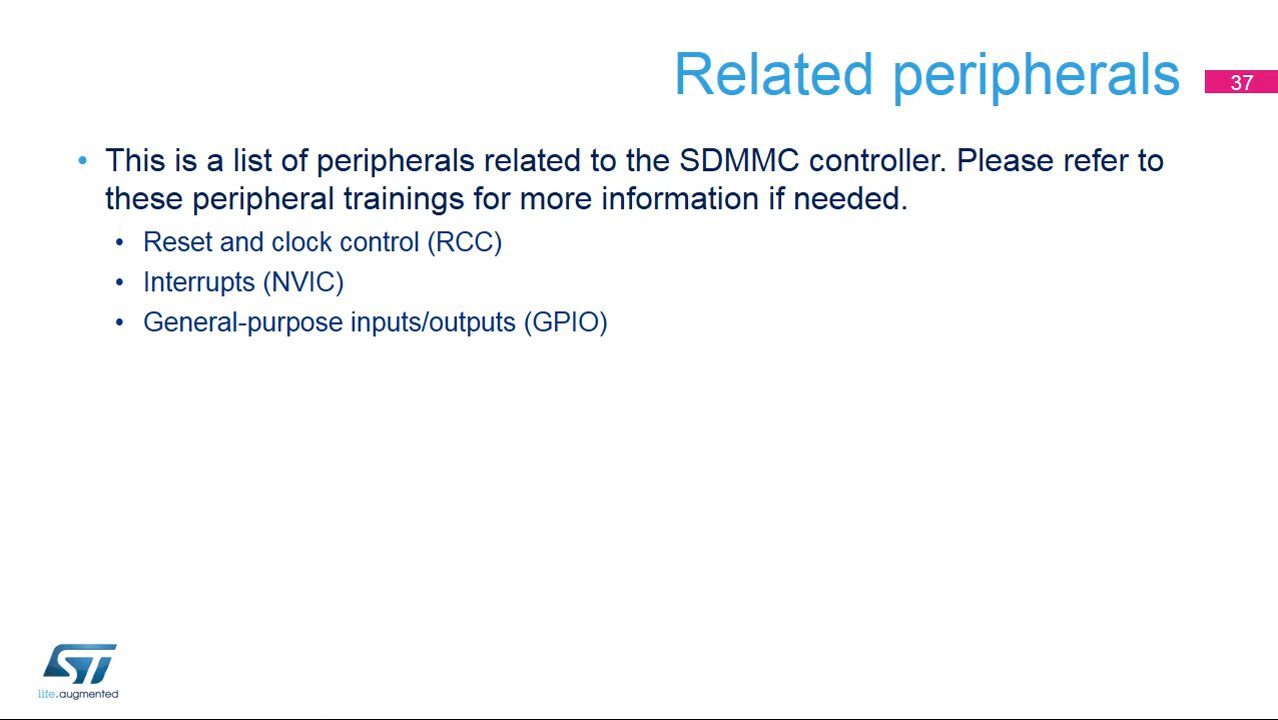 Related peripherals
37
• This is a list of peripherals related to the SDMMC controller. Please refer to
these peripheral trainings for more information if needed.
• Reset and clock control (RCC)
• Interrupts (NVIC)
• General-purpose inputs/outputs (GPIO)
ST
life.augmented